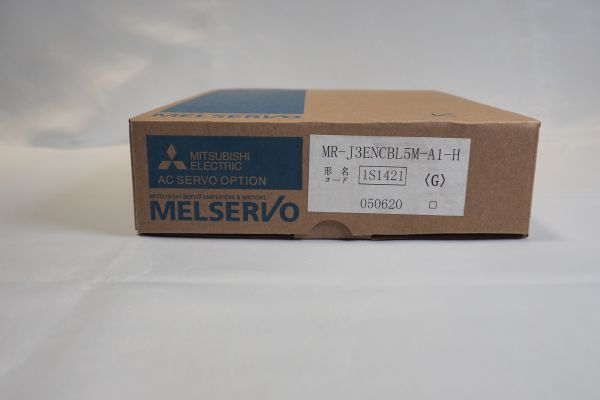 MELSERVO
MITSUBISHI
ELECTRIC
AC SERVO OPTION
MITSUBISHI SERVO AMPLIFIERS & MOTORS
MELSERVO
MR-J3ENCBL5M-A1-H
形名
コード
1S1421
〈G〉
050620 □